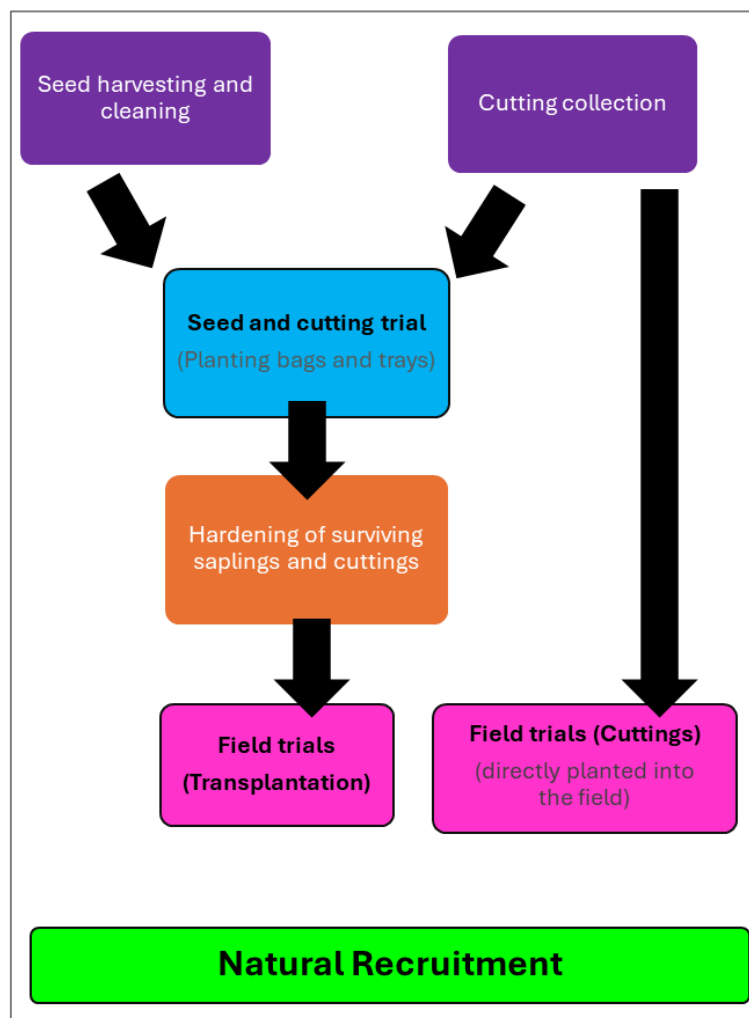 Seed harvesting and
cleaning
Cutting collection
Seed and cutting trial
(Planting bags and trays)
Hardening of surviving
saplings and cuttings
Field trials
(Transplantation)
Field trials (Cuttings)
(directly planted into
the field)
Natural Recruitment